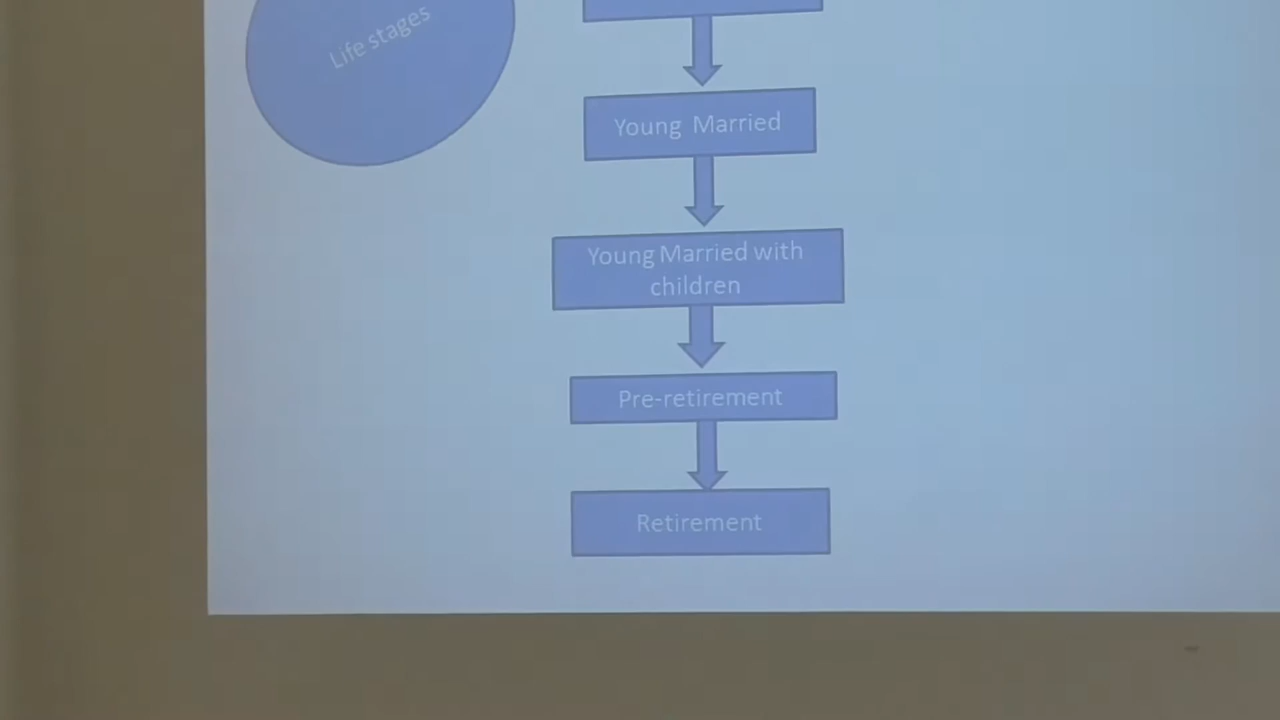 Life stages
Young Married
Young Married with
children
Pre-retirement
Retirement